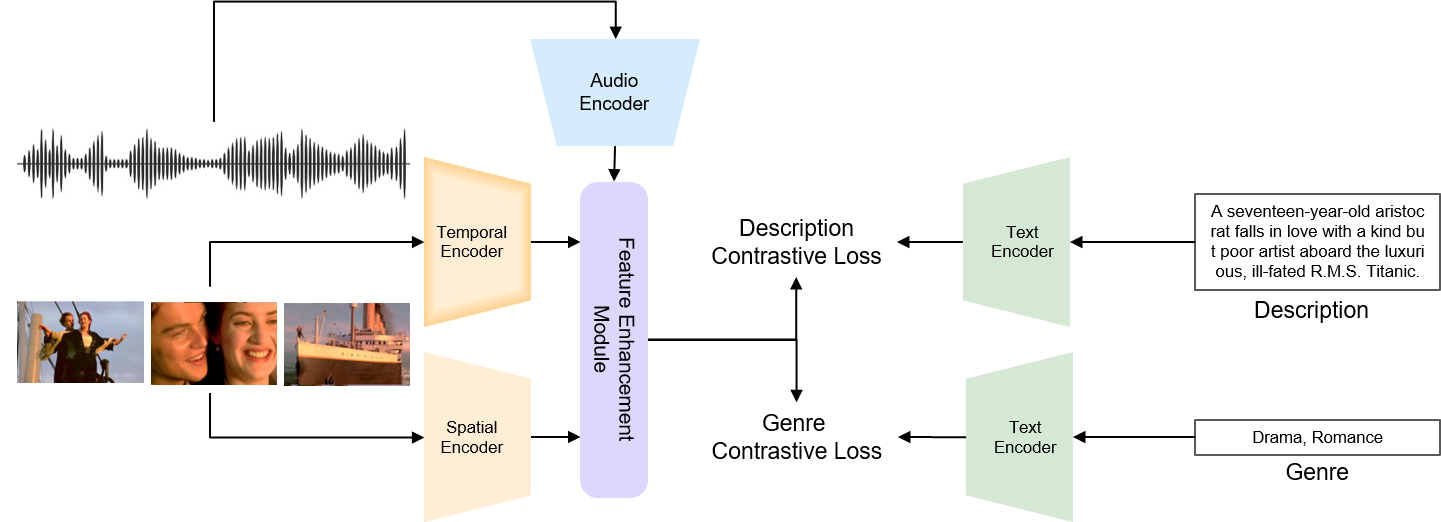 Audio
Encoder
Temporal
Encoder
Spatial
Encoder
Feature Enhancement
Module
Description
Contrastive Loss
Genre
Contrastive Loss
Text
Encoder
Text
Encoder
A seventeen-year-old aristoc
rat falls in love with a kind bu
t poor artist aboard the luxuri
ous, ill-fated R.M.S. Titanic.
Description
Drama, Romance
Genre